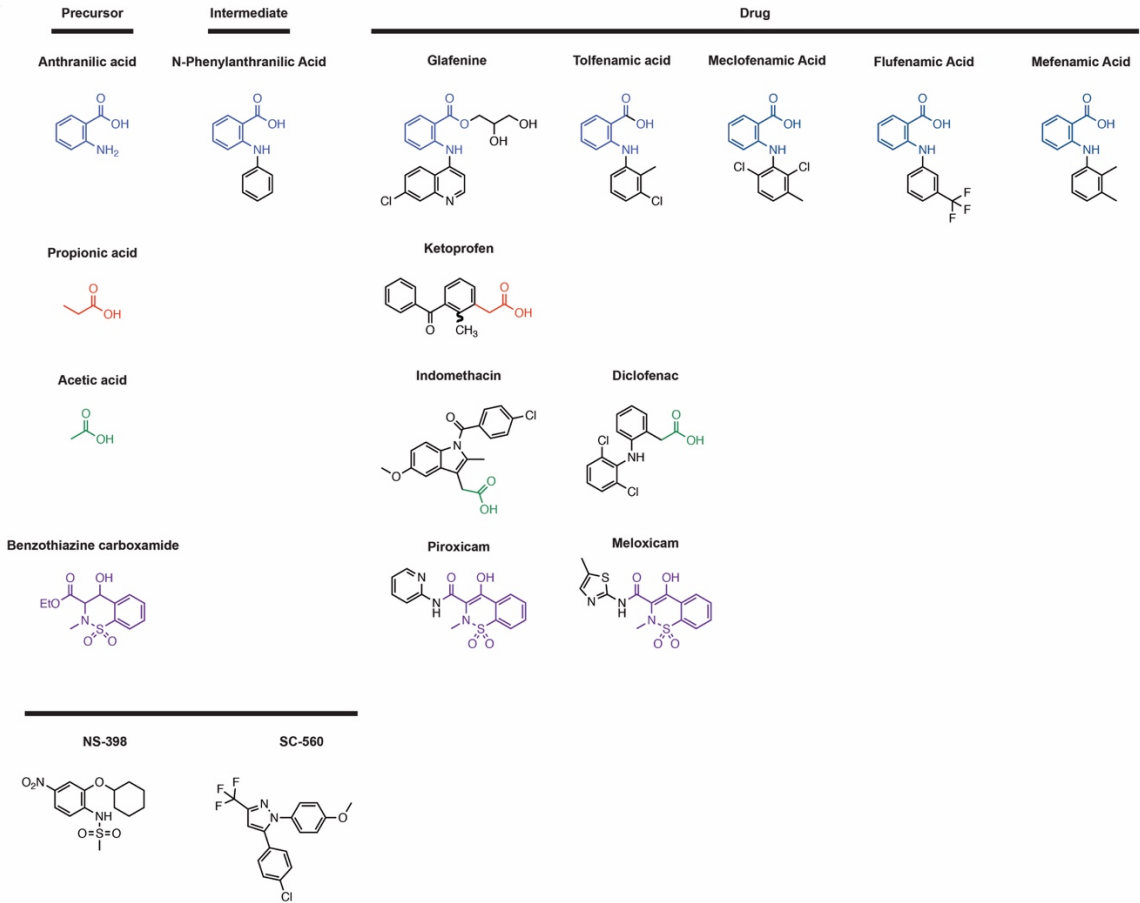 Precursor
Intermediate
Drug
Anthranilic acid
N-Phenylanthranilic Acid
Glafenine
Tolfenamic acid
Meclofenamic Acid
Flufenamic Acid
Mefenamic Acid
O
OH
NH2
O
OH
NH
O
O
OH
OH
NH
Cl
N
O
OH
NH
Cl
O
OH
NH
Cl
Cl
O
OH
NH
F
F
F
O
OH
NH
Propionic acid
Ketoprofen
O
OH
O
CH3
O
OH
Acetic acid
Indomethacin
Diclofenac
O
OH
O
Cl
N
O
O
OH
O
OH
Cl
NH
Cl
Benzothiazine carboxamide
Piroxicam
Meloxicam
O
OH
EtO
N
S
O
O
N
O
OH
N
H
N
S
O
O
S
N
O
OH
N
H
N
S
O
O
NS-398
SC-560
O2N
O
NH
O=S=O
F
F
F
N
N
O
Cl